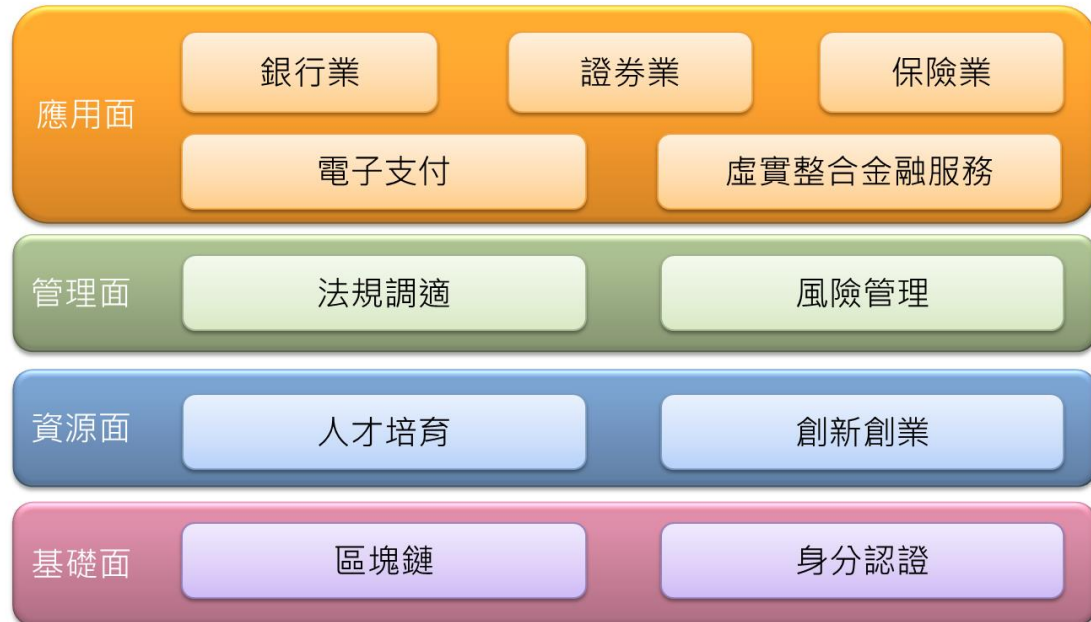 應用面
銀行業
證券業
保險業
電子支付
虛實整合金融服務
管理面
法規調適
風險管理
資源面
人才培育
創新創業
基礎面
區塊鏈
身分認證